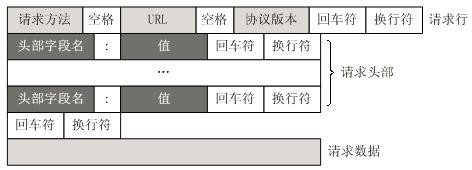 请求方法 空格 URL 空格 协议版本 回车符 换行符 请求行
头部字段名 : 值 回车符 换行符
... 请求头部
头部字段名 : 值 回车符 换行符
回车符 换行符
请求数据